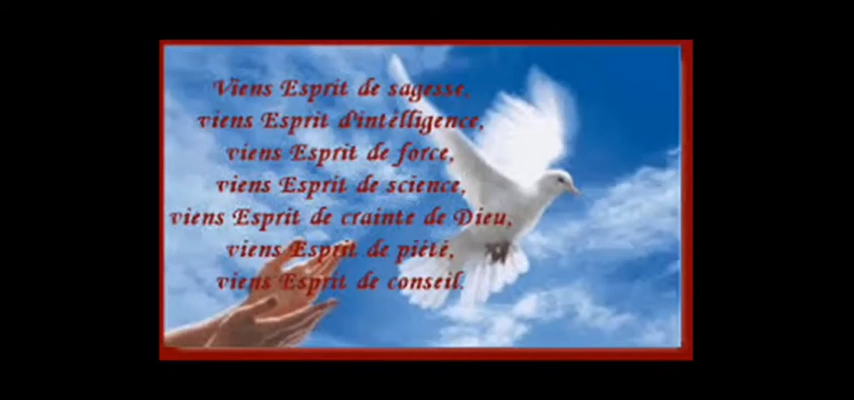 Viens Esprit de sagesse,
viens Esprit d'intelligence,
viens Esprit de force,
viens Esprit de science,
viens Esprit de crainte de Dieu,
viens Esprit de piété,
viens Esprit de conseil.